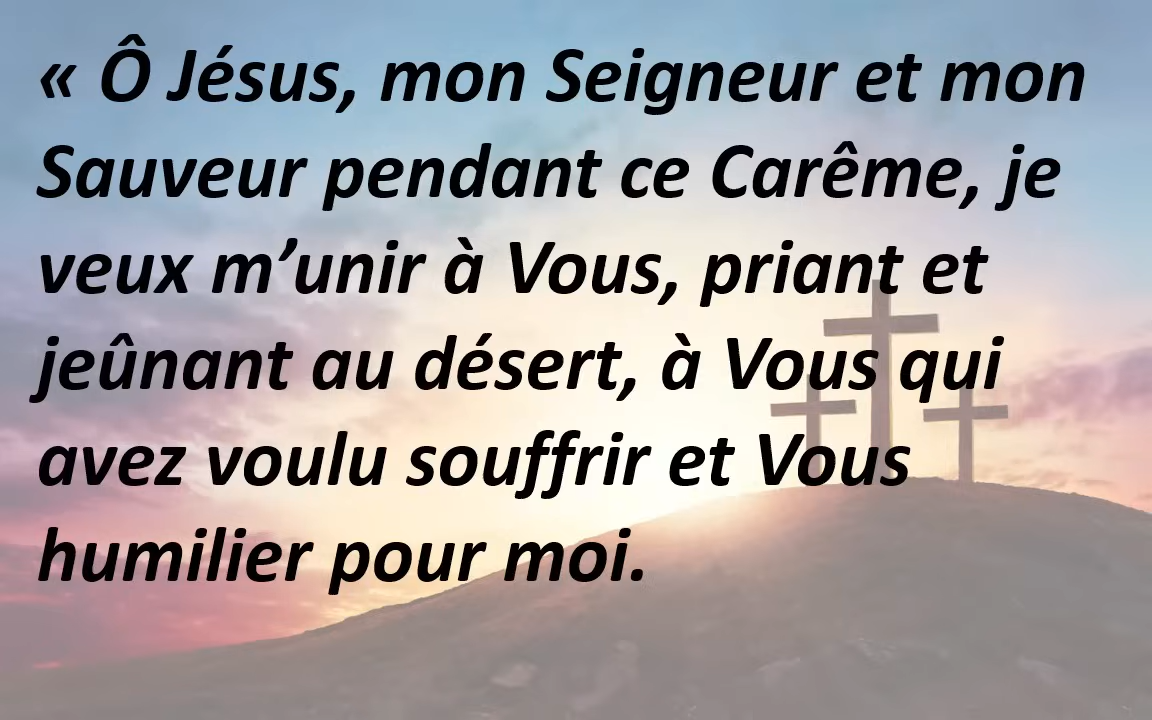 « Ô Jésus, mon Seigneur et mon
Sauveur pendant ce Carême, je
veux m’unir à Vous, priant et
jeûnant au désert, à Vous qui
avez voulu souffrir et Vous
humilier pour moi.